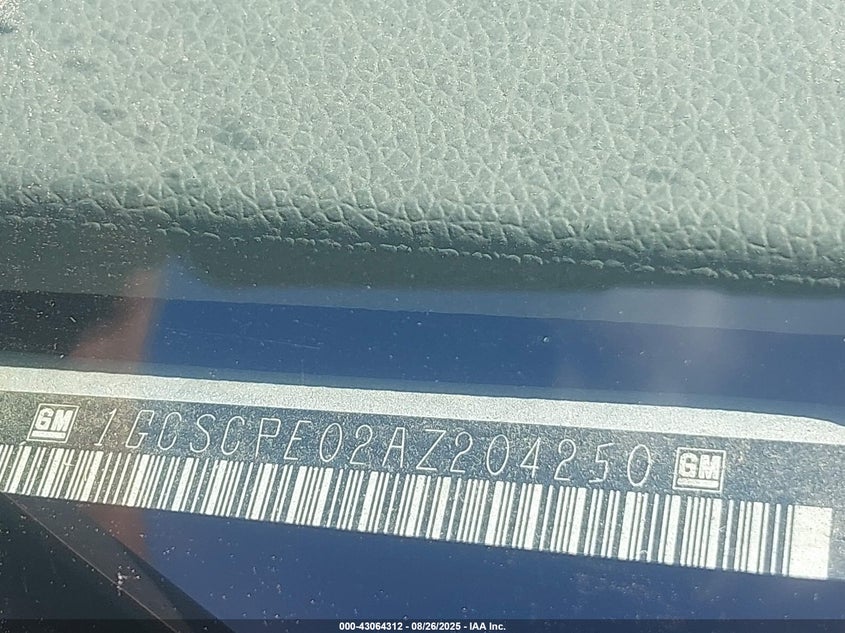 GM 1GCSCPE02AZ204250 GM
000-43064312 - 08/26/2025 - IAA Inc.